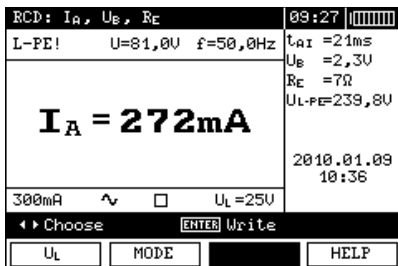 RCD: IA, UB, RE 09:27
L-PE! U=81,0V f=50,0Hz
tAI =21ms
UB =2,3V
RE =7Ω
UL-PE=239,8V
IA = 272mA
2010.01.09
10:36
300mA UL=25V
Choose ENTER Write
UL MODE HELP